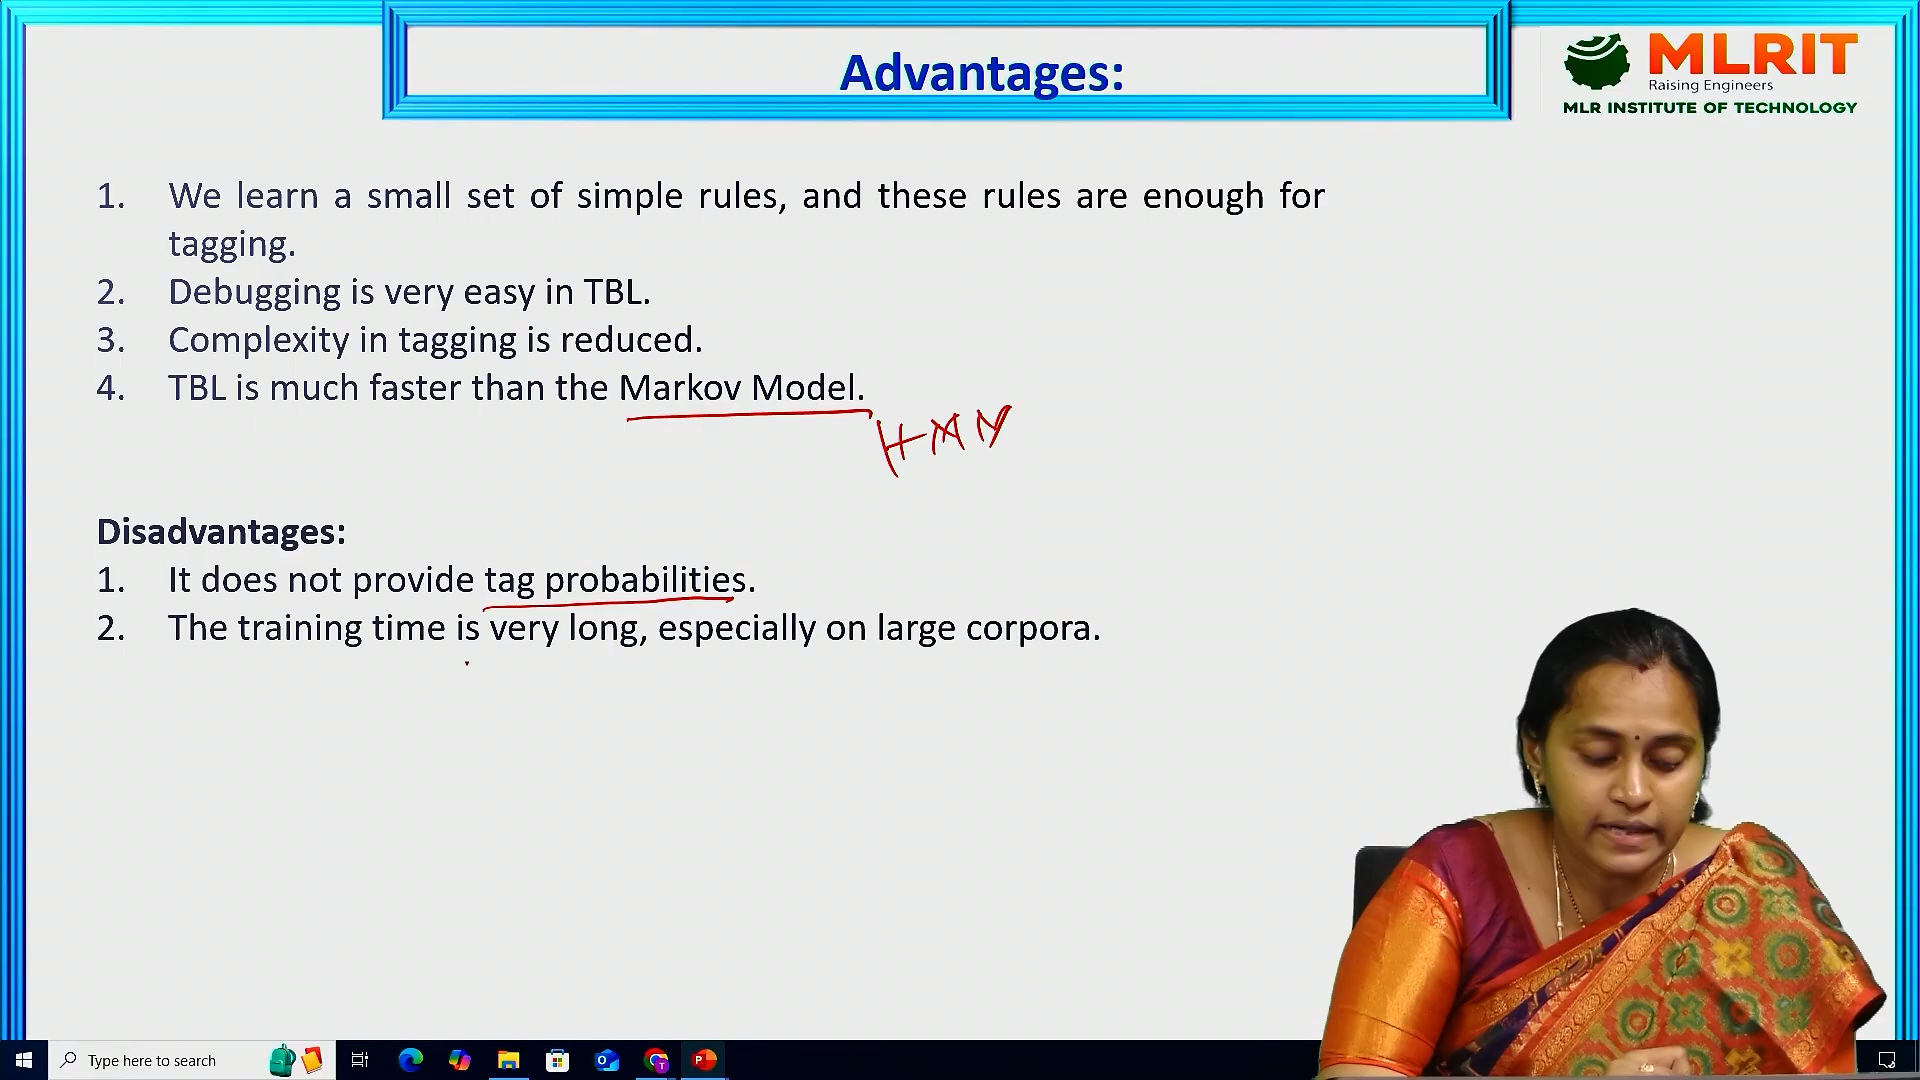 Advantages:
MLRIT
Raising Engineers
MLR INSTITUTE OF TECHNOLOGY
1. We learn a small set of simple rules, and these rules are enough for
tagging.
2. Debugging is very easy in TBL.
3. Complexity in tagging is reduced.
4. TBL is much faster than the Markov Model.
HMM
Disadvantages:
1. It does not provide tag probabilities.
2. The training time is very long, especially on large corpora.
Type here to search